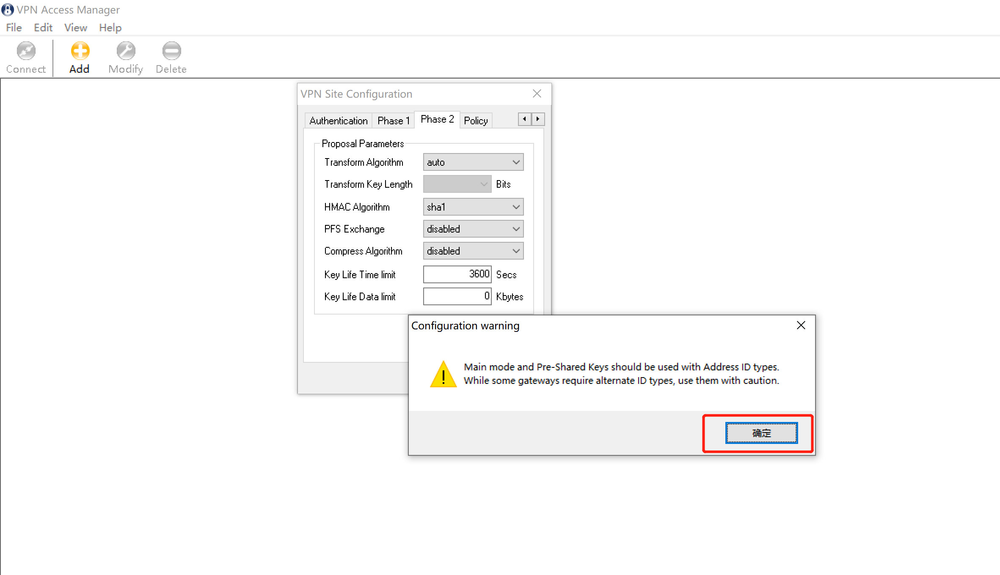 VPN Access Manager
File Edit View Help
Connect Add Modify Delete
VPN Site Configuration
Authentication Phase 1 Phase 2 Policy
Proposal Parameters
Transform Algorithm auto
Transform Key Length Bits
HMAC Algorithm sha1
PFS Exchange disabled
Compress Algorithm disabled
Key Life Time limit 3600 Secs
Key Life Data limit 0 Kbytes
Configuration warning
Main mode and Pre-Shared Keys should be used with Address ID types.
While some gateways require alternate ID types, use them with caution.
确定